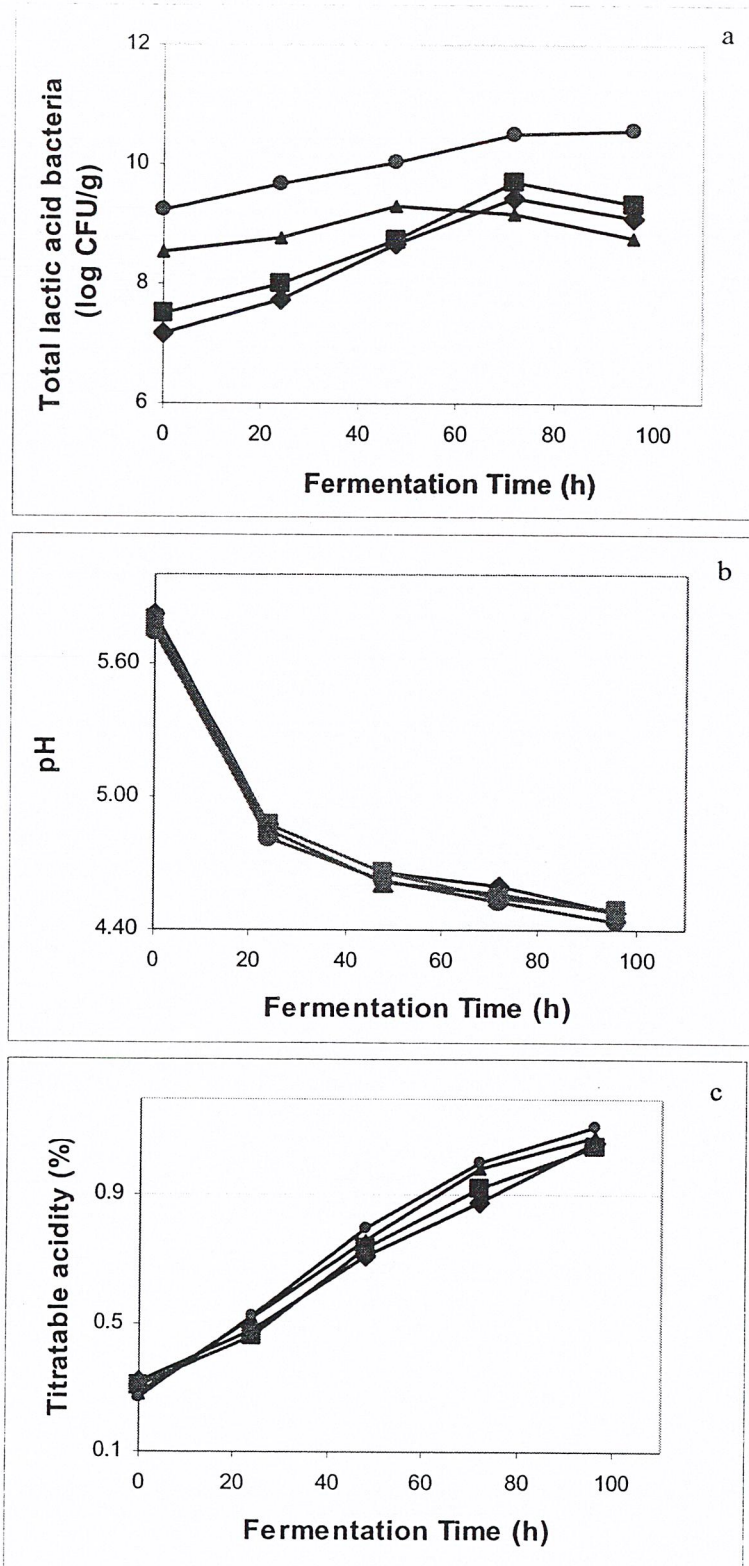 a
Total lactic acid bacteria
(log CFU/g)
12
10
8
6
0 20 40 60 80 100
Fermentation Time (h)
b
pH
5.60
5.00
4.40
0 20 40 60 80 100
Fermentation Time (h)
c
Titratable acidity (%)
0.9
0.5
0.1
0 20 40 60 80 100
Fermentation Time (h)